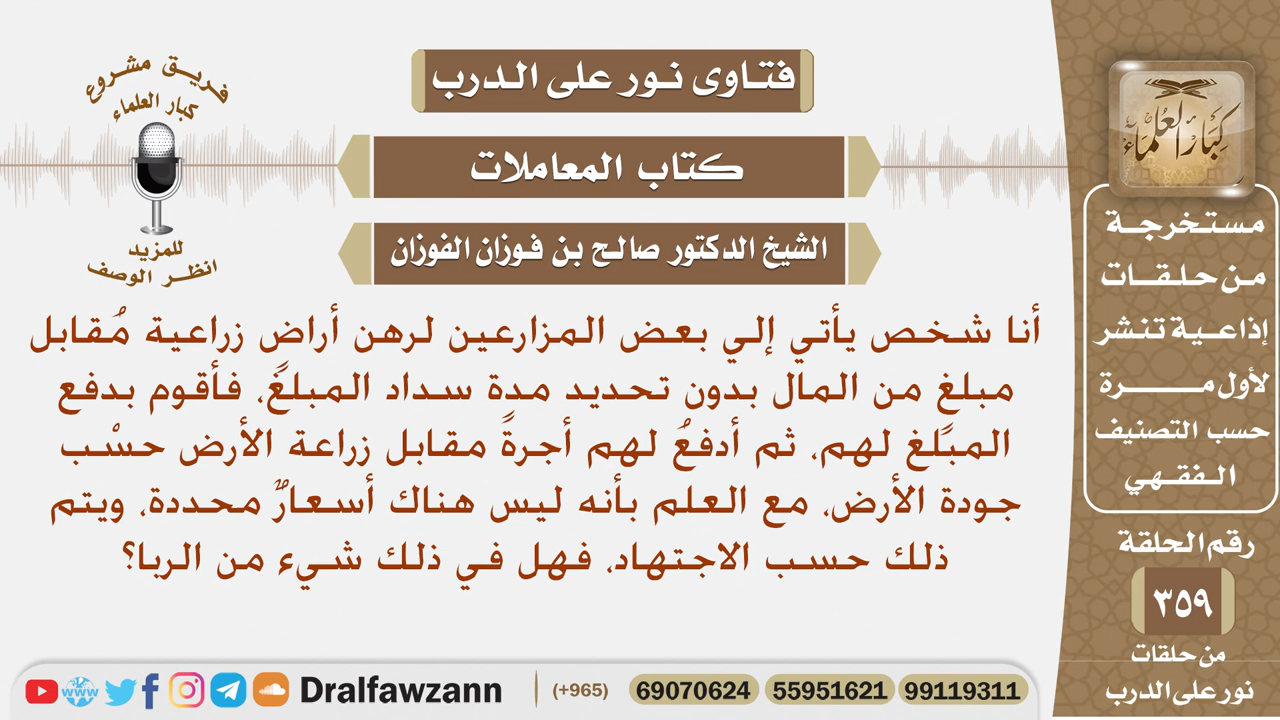 فتاوى نور على الدرب
كتاب المعاملات
الشيخ الدكتور صالح بن فوزان الفوزان
أنا شخص يأتي إلي بعض المزارعين لرهن أراضٍ زراعية مُقابل
مبلغٍ من المال بدون تحديد مدة سداد المبلغ، فأقوم بدفع
المبلغ لهم، ثم أدفعُ لهم أجرةً مقابل زراعة الأرض حسْب
جودة الأرض، مع العلم بأنه ليس هناك أسعارٌ محددة، ويتم
ذلك حسب الاجتهاد، فهل في ذلك شيء من الربا؟
فريق مشروع
كبار العلماء
للمزيد
انظر الوصف
كبار العلماء
مستخرجة
من حلقات
إذاعية تنشر
لأول مرة
حسب التصنيف
الفقهي
رقم الحلقة
٣٥٩
من حلقات
نور على الدرب
www
Dralfawzann
(+965) 69070624 55951621 99119311